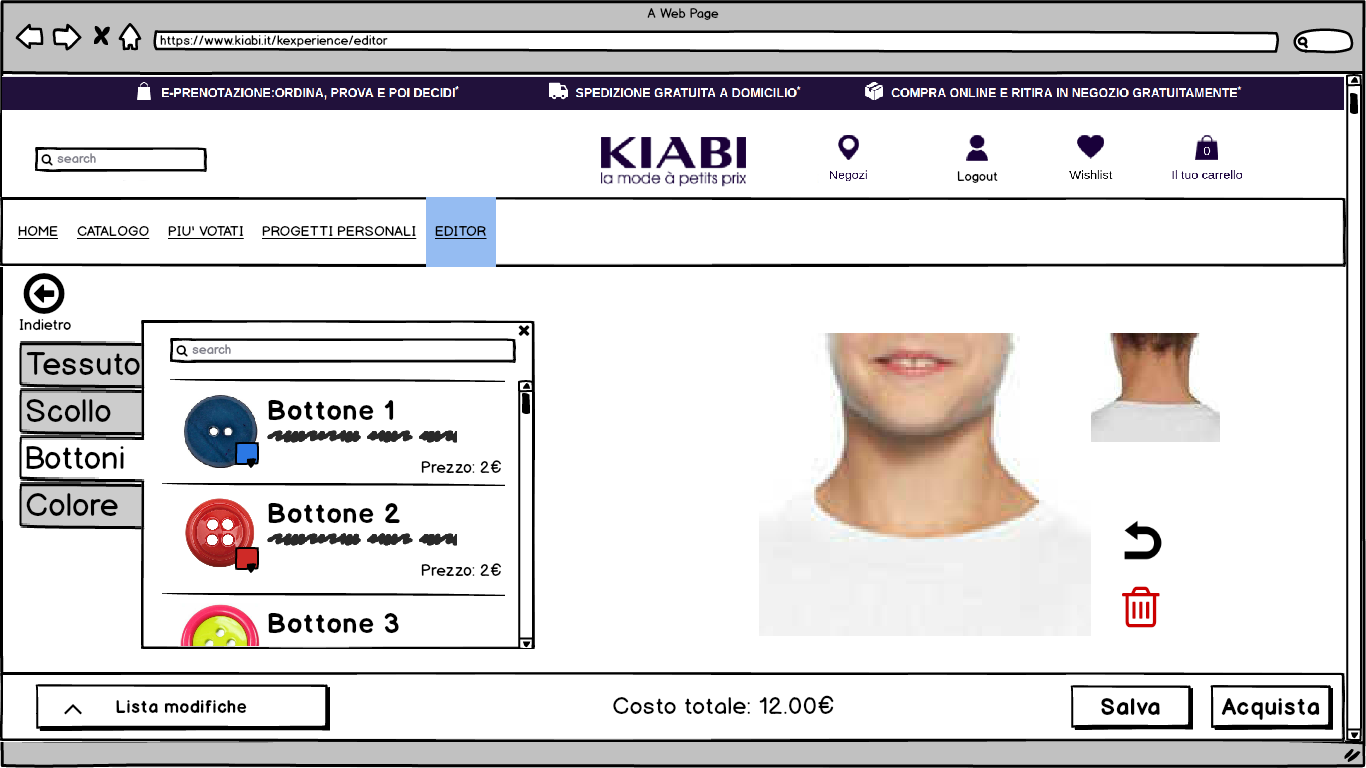 A Web Page
https://www.kiabi.it/kexperience/editor
E-PRENOTAZIONE:ORDINA, PROVA E POI DECIDI*
SPEDIZIONE GRATUITA A DOMICILIO*
COMPRA ONLINE E RITIRA IN NEGOZIO GRATUITAMENTE*
search
KIABI
la mode à petits prix
Negozi
Logout
Wishlist
0
Il tuo carrello
HOME
CATALOGO
PIU' VOTATI
PROGETTI PERSONALI
EDITOR
Indietro
Tessuto
Scollo
Bottoni
Colore
search
Bottone 1
Prezzo: 2€
Bottone 2
Prezzo: 2€
Bottone 3
Lista modifiche
Costo totale: 12.00€
Salva
Acquista